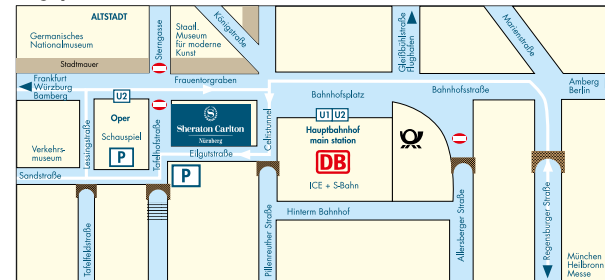 ALTSTADT
Germanisches
Nationalmuseum
Stadtmauer
Sterngasse
Staatl.
Museum
für moderne
Kunst
Königstraße
Gleißbühlstraße
Flughafen
Marienstraße
Frankfurt
Würzburg
Bamberg
Frauentorgraben
Bahnhofsplatz
Bahnhofsstraße
Amberg
Berlin
U2
Oper
Schauspiel
P
Lessingstraße
Tafelhofstraße
S
Sheraton Carlton
Nürnberg
Celtistunnel
U1 U2
Hauptbahnhof
main station
DB
ICE + S-Bahn
Verkehrs-
museum
Sandstraße
Eilgutstraße
P
Hinterm Bahnhof
Tafelfeldstraße
Pillenreuther Straße
Allersberger Straße
Regensburger Straße
München
Heilbronn
Messe